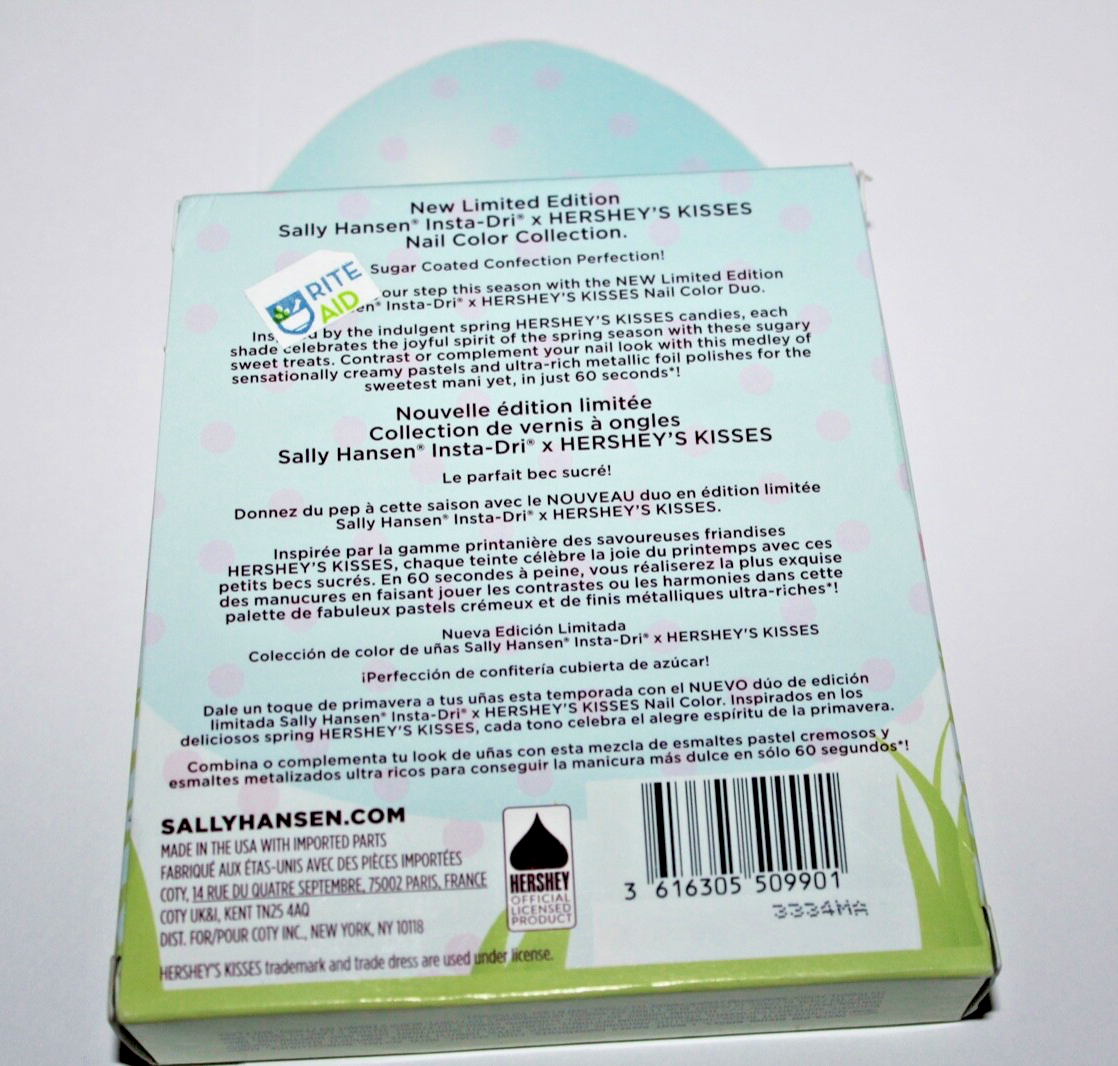 New Limited Edition
Sally Hansen® Insta-Dri® x HERSHEY'S KISSES
Nail Color Collection.
Sugar Coated Confection Perfection!
RITE
AID
our step this season with the NEW Limited Edition
en® Insta-Dri® x HERSHEY'S KISSES Nail Color Duo.
by the indulgent spring HERSHEY'S KISSES candies, each
shade celebrates the joyful spirit of the spring season with these sugary
sweet treats. Contrast or complement your nail look with this medley of
sensationally creamy pastels and ultra-rich metallic foil polishes for the
sweetest mani yet, in just 60 seconds*!
Nouvelle édition limitée
Collection de vernis à ongles
Sally Hansen® Insta-Dri® x HERSHEY'S KISSES
Le parfait bec sucré!
Donnez du pep à cette saison avec le NOUVEAU duo en édition limitée
Sally Hansen® Insta-Dri® x HERSHEY'S KISSES.
Inspirée par la gamme printanière des savoureuses friandises
HERSHEY'S KISSES, chaque teinte célèbre la joie du printemps avec ces
petits becs sucrés. En 60 secondes à peine, vous réaliserez la plus exquise
des manucures en faisant jouer les contrastes ou les harmonies dans cette
palette de fabuleux pastels crémeux et de finis métalliques ultra-riches*!
Nueva Edición Limitada
Colección de color de uñas Sally Hansen® Insta-Dri® x HERSHEY'S KISSES
¡Perfección de confitería cubierta de azúcar!
Dale un toque de primavera a tus uñas esta temporada con el NUEVO dúo de edición
limitada Sally Hansen® Insta-Dri® x HERSHEY'S KISSES Nail Color. Inspirados en los
deliciosos spring HERSHEY'S KISSES, cada tono celebra el alegre espíritu de la primavera.
Combina o complementa tu look de uñas con esta mezcla de esmaltes pastel cremosos y
esmaltes metalizados ultra ricos para conseguir la manicura más dulce en sólo 60 segundos*!
SALLYHANSEN.COM
MADE IN THE USA WITH IMPORTED PARTS
FABRIQUÉ AUX ÉTAS-UNIS AVEC DES PIÈCES IMPORTÉES
COTY, 14 RUE DU QUATRE SEPTEMBRE, 75002 PARIS, FRANCE
COTY UK&I, KENT TN25 4AQ
DIST. FOR/POUR COTY INC., NEW YORK, NY 10118
HERSHEY'S KISSES trademark and trade dress are used under license.
HERSHEY
OFFICIAL
LICENSED
PRODUCT
3 616305 509901
3334MA